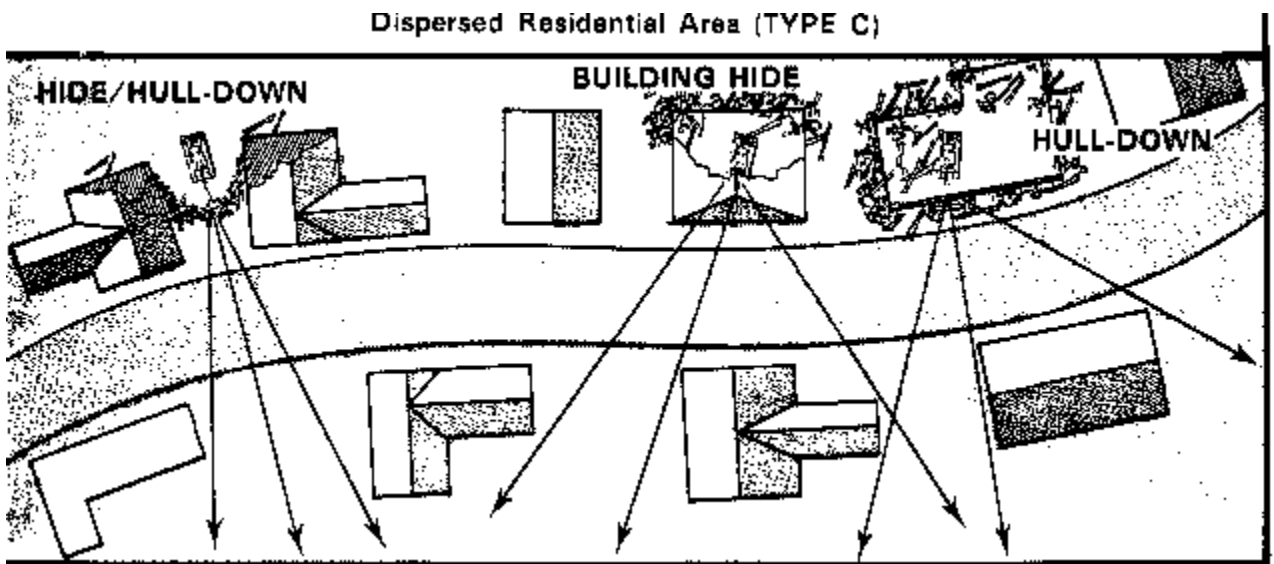 Dispersed Residential Area (TYPE C)
HIDE/HULL-DOWN
BUILDING HIDE
HULL-DOWN